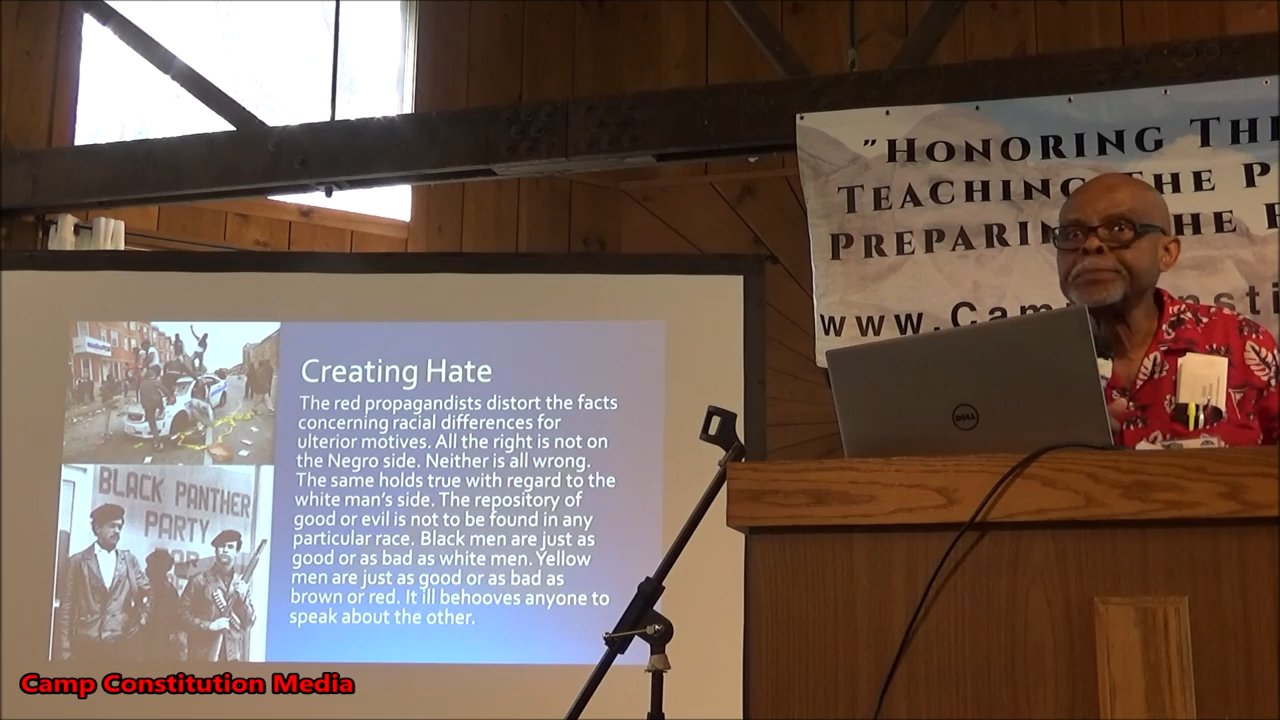 "HONORING TH
TEACHING THE P
PREPARIN HE
www.Cam nsti
Creating Hate
The red propagandists distort the facts
concerning racial differences for
ulterior motives. All the right is not on
the Negro side. Neither is all wrong.
The same holds true with regard to the
white man's side. The repository of
good or evil is not to be found in any
particular race. Black men are just as
good or as bad as white men. Yellow
men are just as good or as bad as
brown or red. It ill behooves anyone to
speak about the other.
BLACK PANTHER
PARTY
DELL
Camp Constitution Media